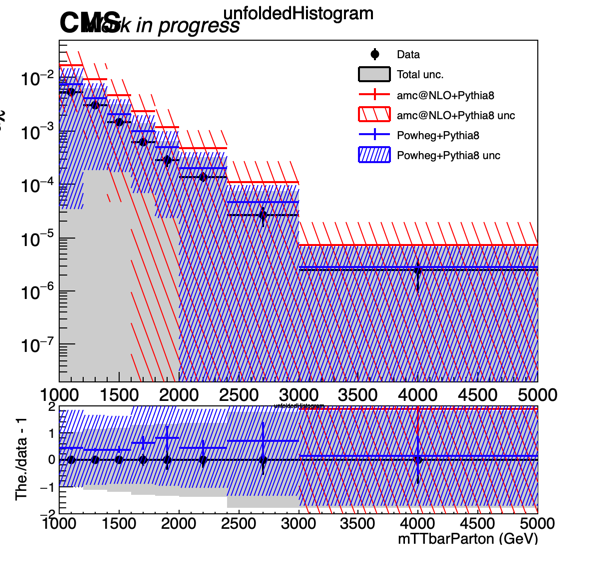 unfoldedHistogram
CMS Work in progress
Data
Total unc.
amc@NLO+Pythia8
amc@NLO+Pythia8 unc
Powheg+Pythia8
Powheg+Pythia8 unc
10⁻²
10⁻³
10⁻⁴
10⁻⁵
10⁻⁶
10⁻⁷
1000 1500 2000 2500 3000 3500 4000 4500 5000
unfoldedHistogram
The./data - 1
2
1
0
−1
−2
1000 1500 2000 2500 3000 3500 4000 4500 5000
mTTbarParton (GeV)